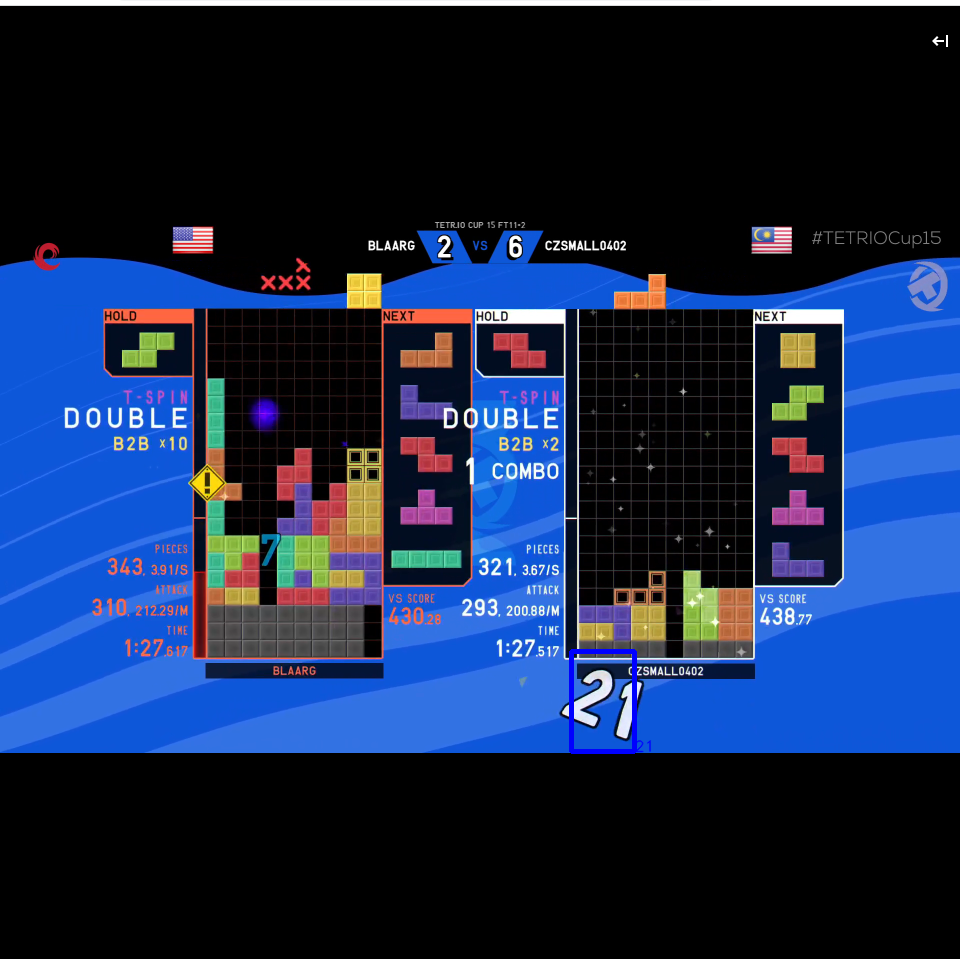 TETR.IO CUP 15 FT11-2
BLAARG 2 VS 6 CZSMALL0402
#TETRIOCup15
HOLD
NEXT
T-SPIN
DOUBLE
B2B ×10
!
7
PIECES
343, 3.91/S
ATTACK
310, 212.29/M
TIME
1:27.517
VS SCORE
430.28
BLAARG
HOLD
NEXT
T-SPIN
DOUBLE
B2B ×2
1 COMBO
PIECES
321, 3.67/S
ATTACK
293, 200.88/M
TIME
1:27.517
VS SCORE
438.77
CZSMALL0402
21
21